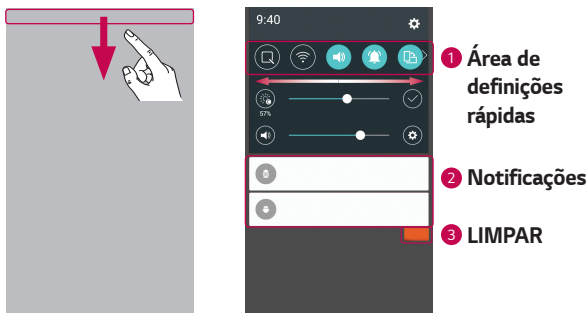 9:40
1 Área de
definições
rápidas
57%
2 Notificações
3 LIMPAR